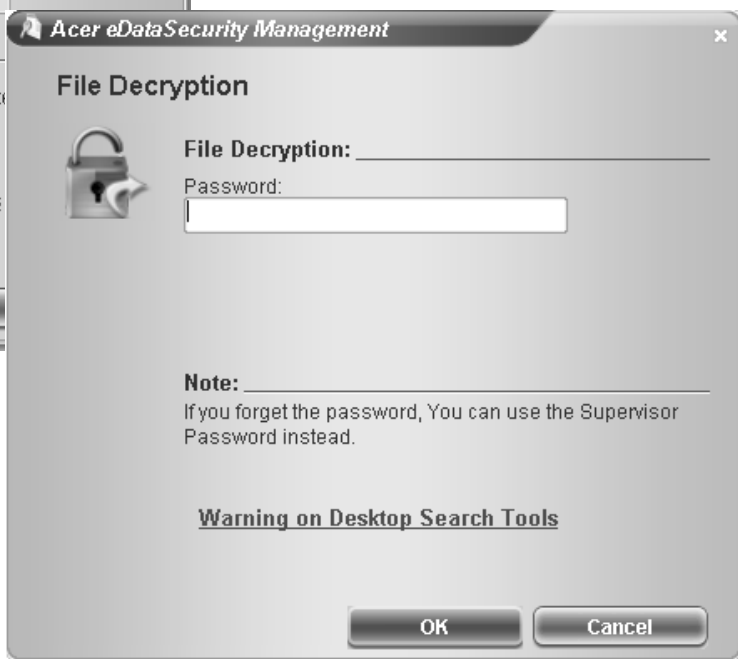 Acer eDataSecurity Management
File Decryption
File Decryption:
Password:
Note:
If you forget the password, You can use the Supervisor
Password instead.
Warning on Desktop Search Tools
OK
Cancel